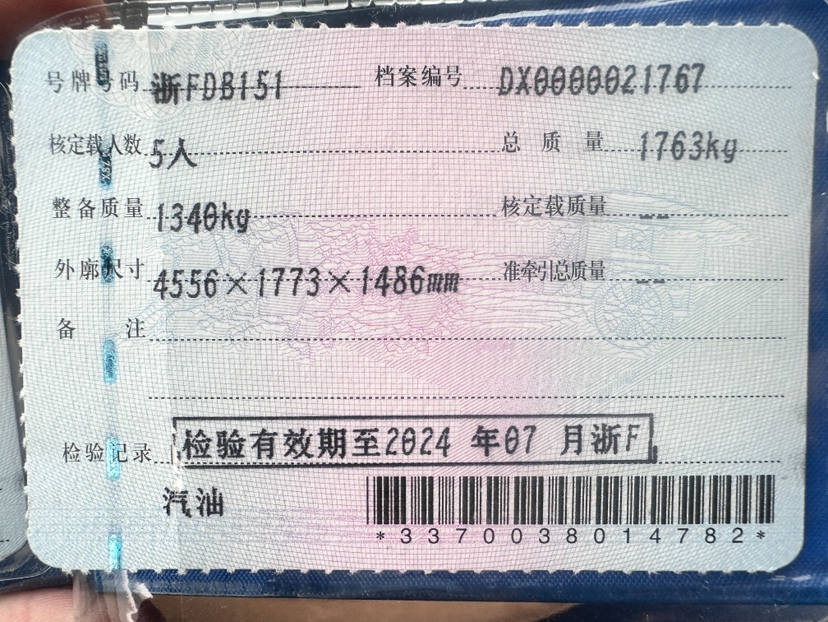 号牌号码 浙FDB151 档案编号 DX0000021767
核定载人数 5人 总质量 1763kg
整备质量 1340kg 核定载质量 --
外廓尺寸 4556×1773×1486mm 准牵引总质量 --
备注
检验记录 检验有效期至2024 年07 月浙F
汽油
*3370038014782*